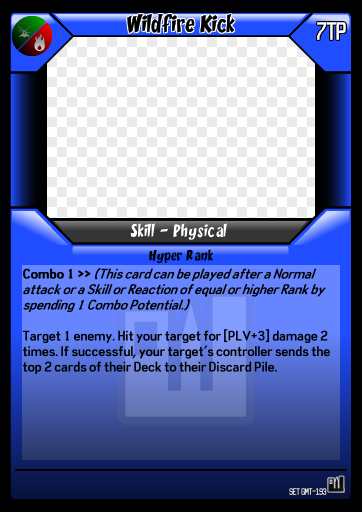 Wildfire Kick
7TP
Skill - Physical
Hyper Rank
Combo 1 >> (This card can be played after a Normal
attack or a Skill or Reaction of equal or higher Rank by
spending 1 Combo Potential.)
Target 1 enemy. Hit your target for [PLV+3] damage 2
times. If successful, your target's controller sends the
top 2 cards of their Deck to their Discard Pile.
SET GMT-193